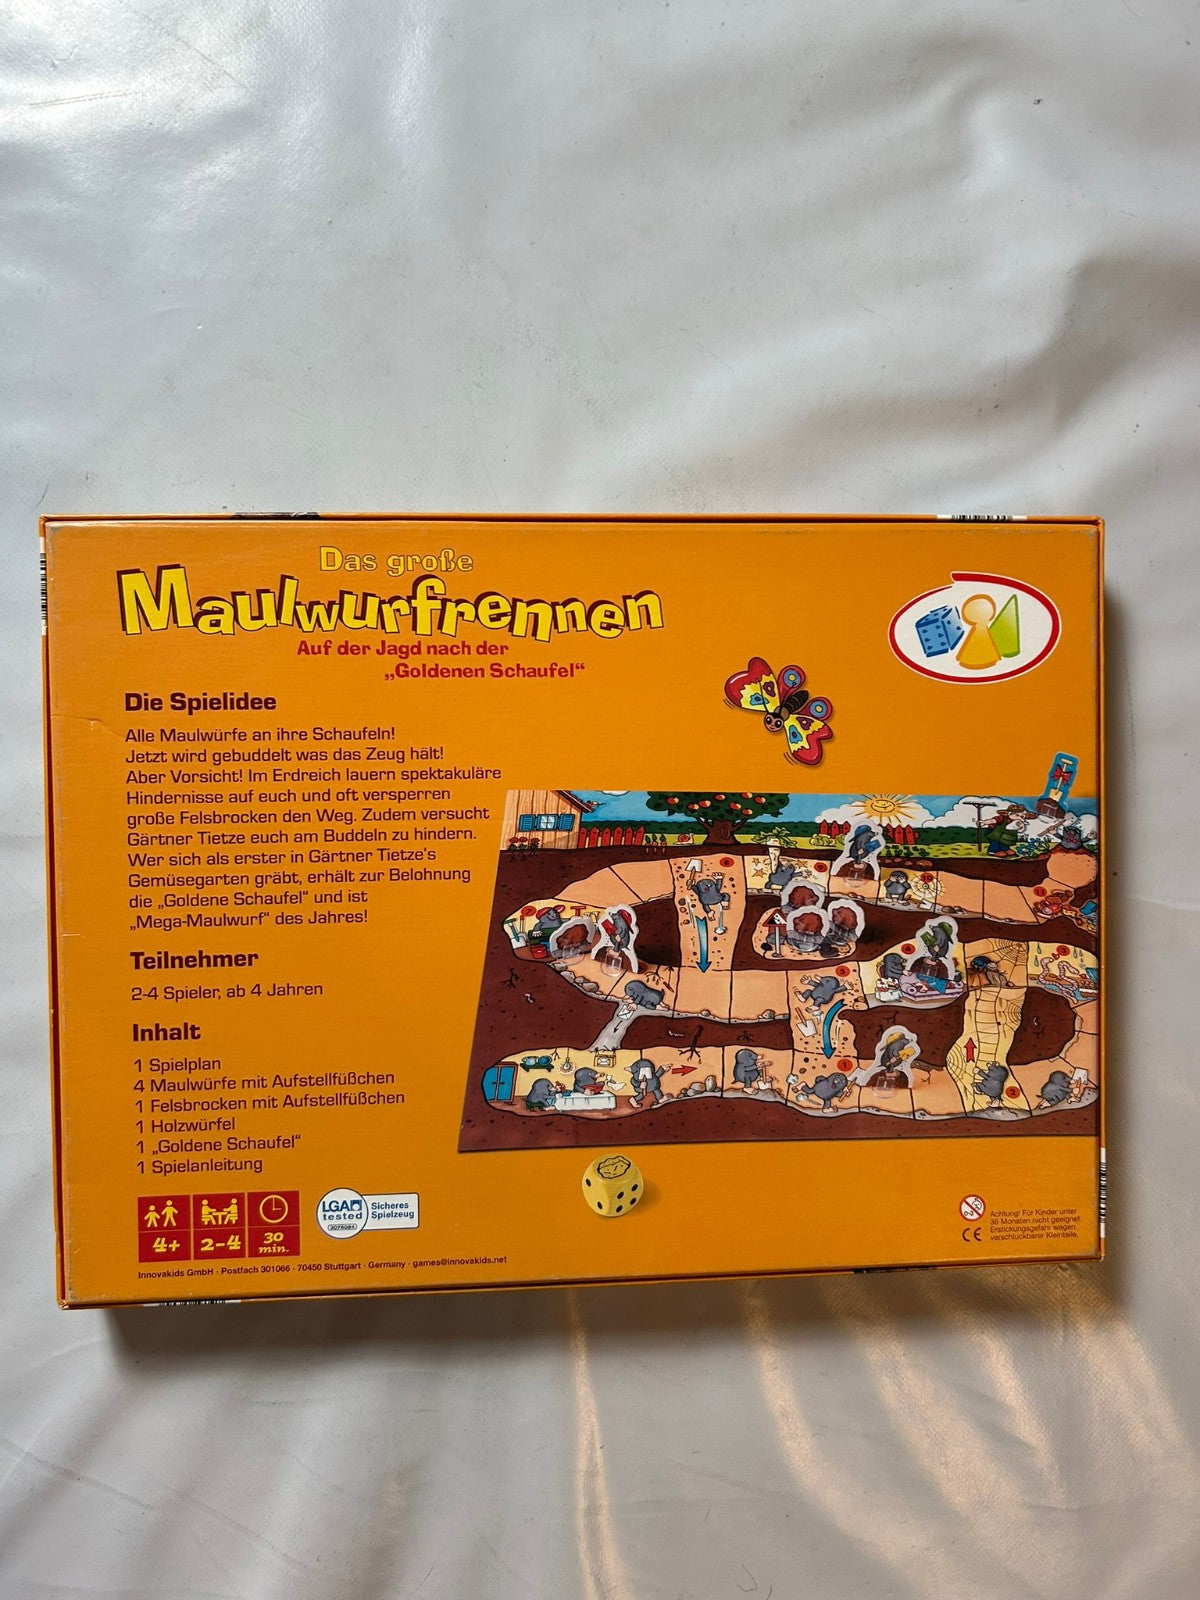 Das große
Maulwurfrennen
Auf der Jagd nach der
„Goldenen Schaufel“
Die Spielidee
Alle Maulwürfe an ihre Schaufeln!
Jetzt wird gebuddelt was das Zeug hält!
Aber Vorsicht! Im Erdreich lauern spektakuläre
Hindernisse auf euch und oft versperren
große Felsbrocken den Weg. Zudem versucht
Gärtner Tietze euch am Buddeln zu hindern.
Wer sich als erster in Gärtner Tietze's
Gemüsegarten gräbt, erhält zur Belohnung
die „Goldene Schaufel“ und ist
„Mega-Maulwurf“ des Jahres!
Teilnehmer
2-4 Spieler, ab 4 Jahren
Inhalt
1 Spielplan
4 Maulwürfe mit Aufstellfüßchen
1 Felsbrocken mit Aufstellfüßchen
1 Holzwürfel
1 „Goldene Schaufel“
1 Spielanleitung
4+ 2-4 30 min.
LGA tested Sicheres Spielzeug
Innovakids GmbH · Postfach 301066 · 70450 Stuttgart · Germany · games@innovakids.net
0-3
Achtung! Für Kinder unter
36 Monaten nicht geeignet.
Erstickungsgefahr wegen
verschluckbarer Kleinteile.
CE